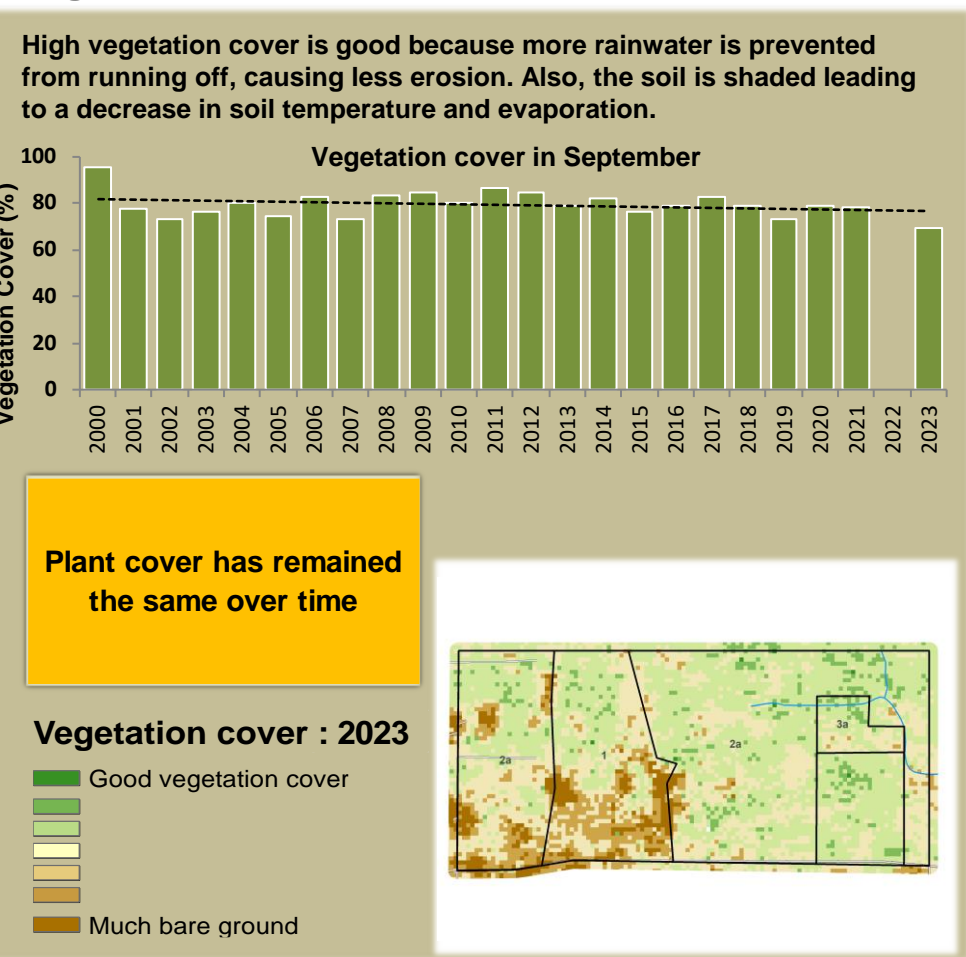 High vegetation cover is good because more rainwater is prevented
from running off, causing less erosion. Also, the soil is shaded leading
to a decrease in soil temperature and evaporation.
Vegetation cover in September
Vegetation Cover (%)
100
80
60
40
20
0
2000 2001 2002 2003 2004 2005 2006 2007 2008 2009 2010 2011 2012 2013 2014 2015 2016 2017 2018 2019 2020 2021 2022 2023
Plant cover has remained
the same over time
Vegetation cover : 2023
Good vegetation cover
Much bare ground
2a
1
2a
3a